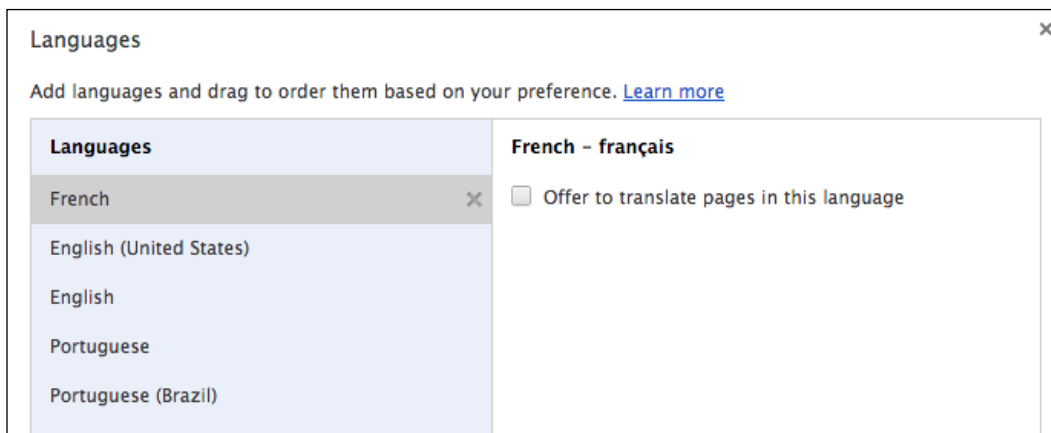 Languages
Add languages and drag to order them based on your preference. Learn more
Languages
French
English (United States)
English
Portuguese
Portuguese (Brazil)
French – français
Offer to translate pages in this language